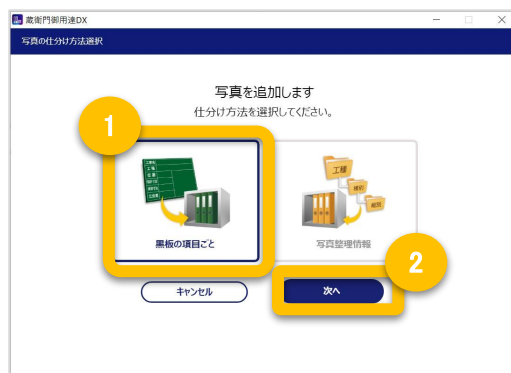 蔵衛門御用達DX
写真の仕分け方法選択
写真を追加します
仕分け方法を選択してください。
1
工種
黒板の項目ごと
写真整理情報
2
キャンセル
次へ